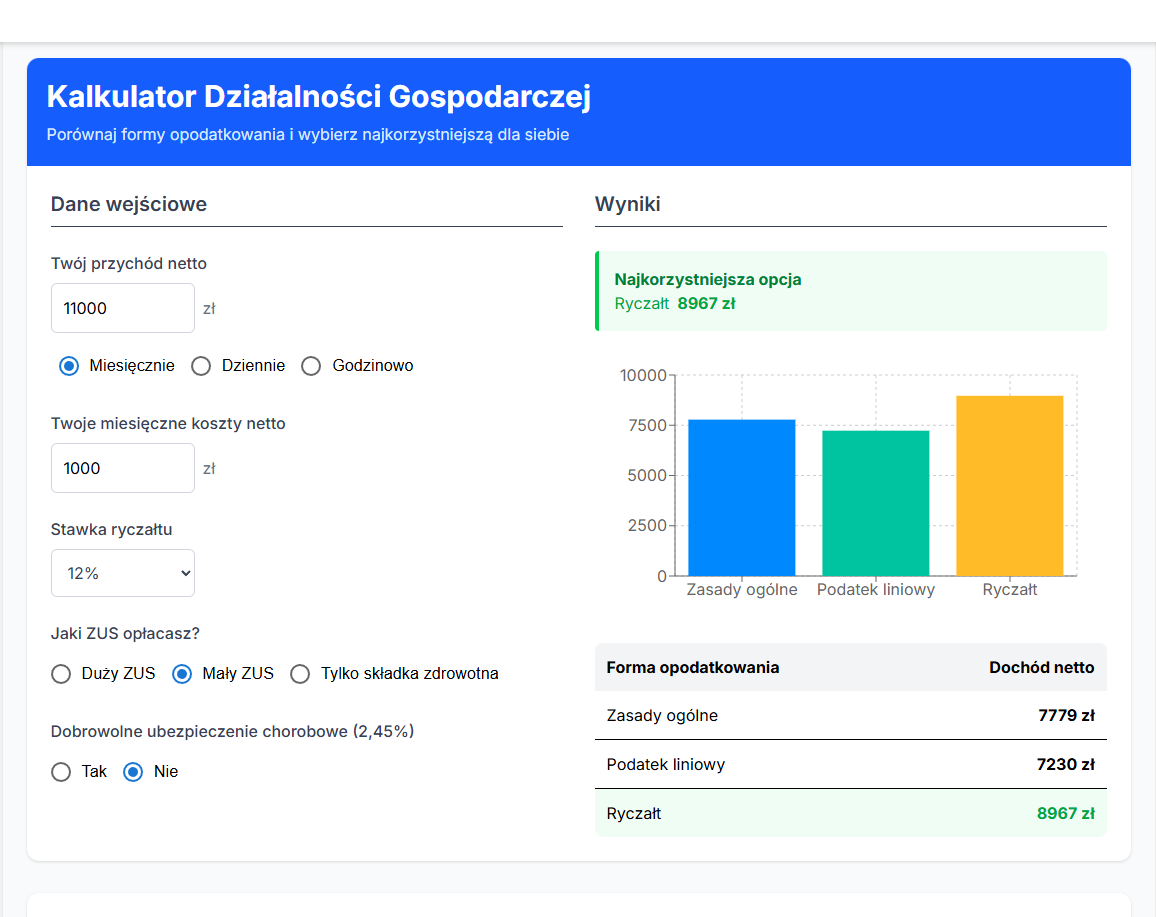 Kalkulator Działalności Gospodarczej
Porównaj formy opodatkowania i wybierz najkorzystniejszą dla siebie
Dane wejściowe
Twój przychód netto
11000 zł
Miesięcznie Dziennie Godzinowo
Twoje miesięczne koszty netto
1000 zł
Stawka ryczałtu
12%
Jaki ZUS opłacasz?
Duży ZUS Mały ZUS Tylko składka zdrowotna
Dobrowolne ubezpieczenie chorobowe (2,45%)
Tak Nie
Wyniki
Najkorzystniejsza opcja
Ryczałt 8967 zł
10000
7500
5000
2500
0
Zasady ogólne Podatek liniowy Ryczałt
Forma opodatkowania Dochód netto
Zasady ogólne 7779 zł
Podatek liniowy 7230 zł
Ryczałt 8967 zł